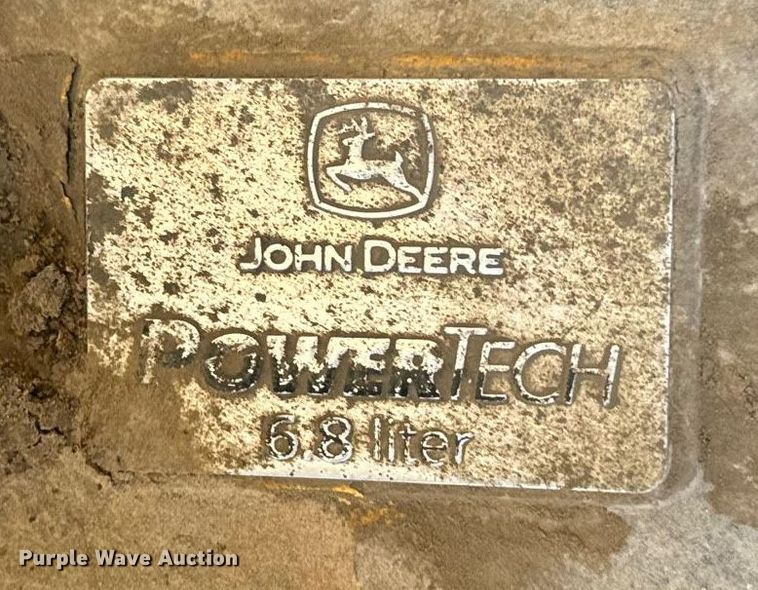 JOHN DEERE
POWERTECH
6.8 liter
Purple Wave Auction